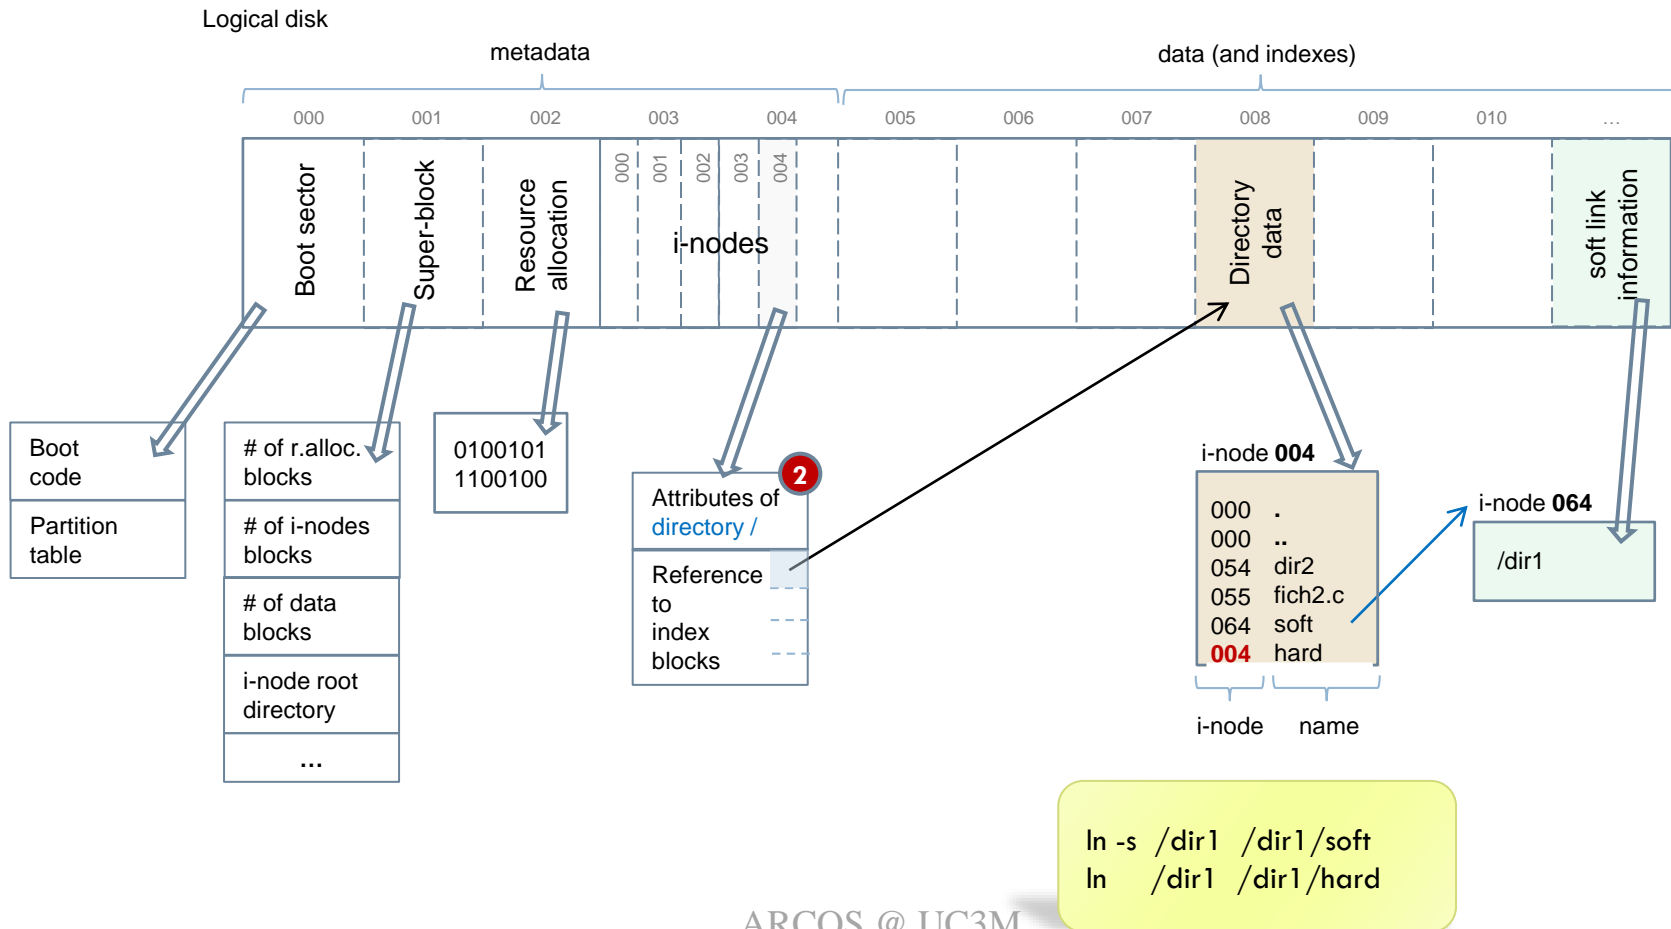 Logical disk
metadata
data (and indexes)
000 001 002 003 004 005 006 007 008 009 010 ...
Boot sector
Super-block
Resource
allocation
000
001
002
003
004
i-nodes
Directory
data
soft link
information
Boot
code
Partition
table
# of r.alloc.
blocks
# of i-nodes
blocks
# of data
blocks
i-node root
directory
...
0100101
1100100
2
Attributes of
directory /
Reference
to
index
blocks
i-node 004
000 .
000 ..
054 dir2
055 fich2.c
064 soft
004 hard
i-node name
i-node 064
/dir1
ln -s /dir1 /dir1/soft
ln /dir1 /dir1/hard
ARCOS @ UC3M